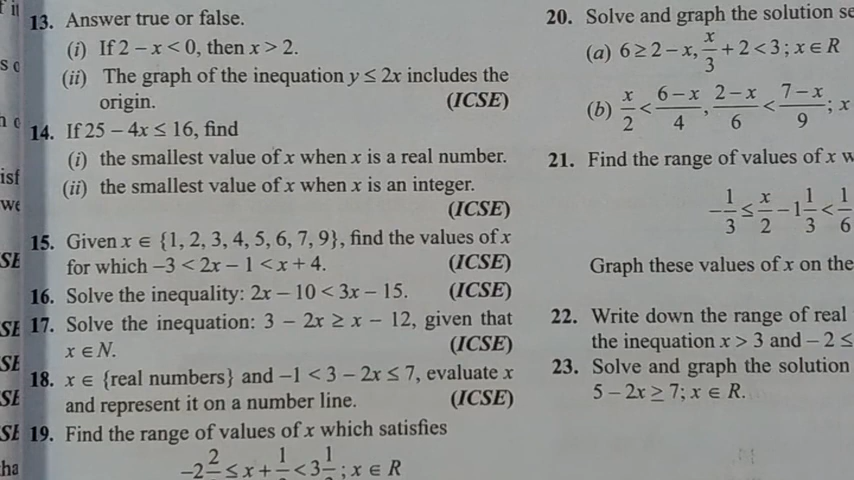 13. Answer true or false.
(i) If 2 – x < 0, then x > 2.
(ii) The graph of the inequation y ≤ 2x includes the
origin. (ICSE)
14. If 25 – 4x ≤ 16, find
(i) the smallest value of x when x is a real number.
(ii) the smallest value of x when x is an integer.
(ICSE)
15. Given x ∈ {1, 2, 3, 4, 5, 6, 7, 9}, find the values of x
for which –3 < 2x – 1 < x + 4. (ICSE)
16. Solve the inequality: 2x – 10 < 3x – 15. (ICSE)
17. Solve the inequation: 3 – 2x ≥ x – 12, given that
x ∈ N. (ICSE)
18. x ∈ {real numbers} and –1 < 3 – 2x ≤ 7, evaluate x
and represent it on a number line. (ICSE)
19. Find the range of values of x which satisfies
≤ x + ; x ∈ R
20. Solve and graph the solution
(a) 6 ≥ 2 – x, x/3 + 2 < 3; x ∈ R
(b) x/2 < (6 – x)/4, (2 – x)/6 < (7 – x)/9; x
21. Find the range of values of x
–1/3 ≤ x/2 – 1 1/3 < 1/6
Graph these values of x on the
22. Write down the range of real
the inequation x > 3 and – 2 ≤
23. Solve and graph the solution
5 – 2x ≥ 7; x ∈ R.